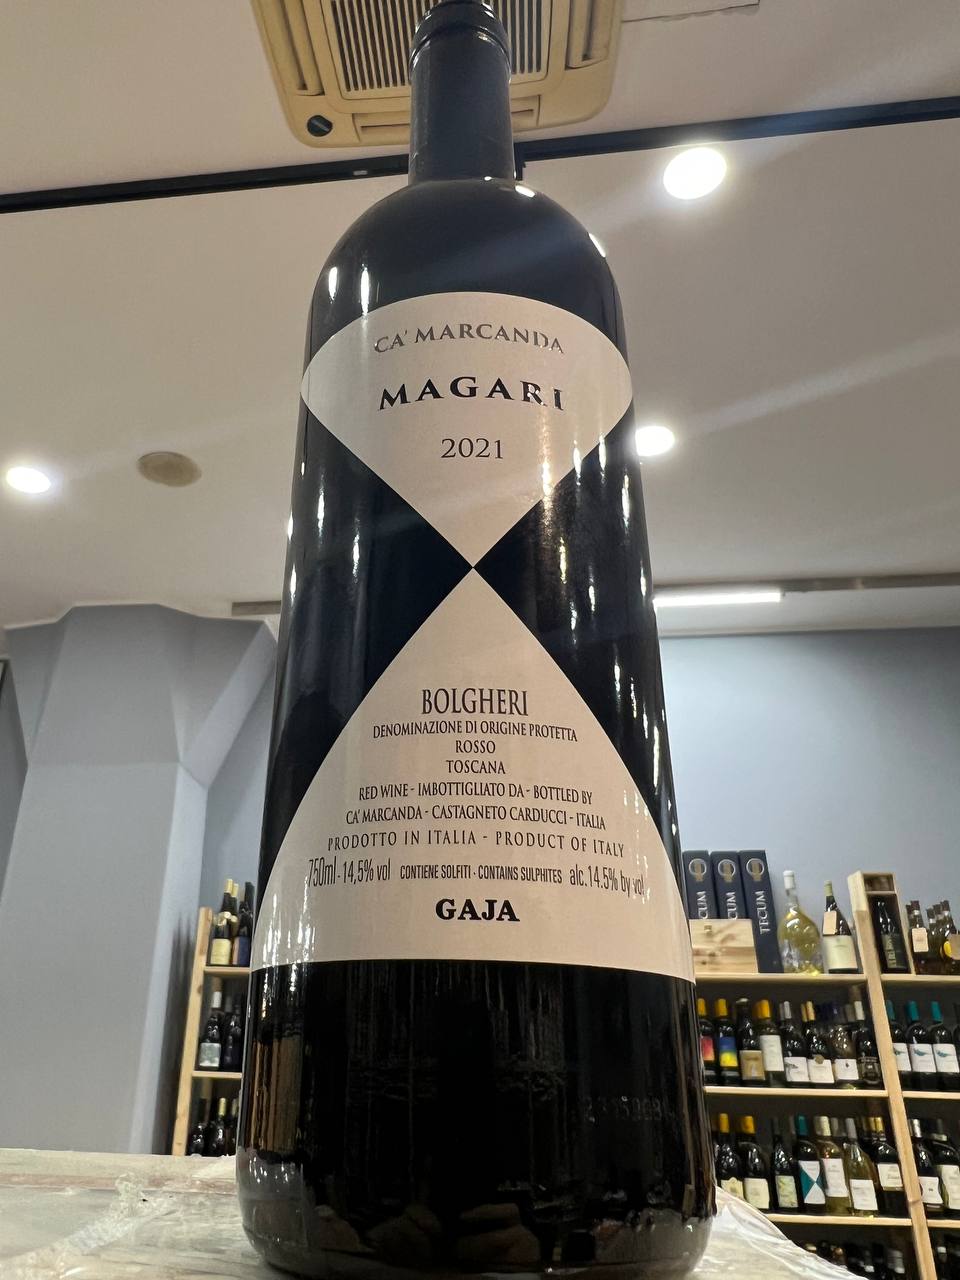 CA' MARCANDA
MAGARI
2021
BOLGHERI
DENOMINAZIONE DI ORIGINE PROTETTA
ROSSO
TOSCANA
RED WINE - IMBOTTIGLIATO DA - BOTTLED BY
CA' MARCANDA - CASTAGNETO CARDUCCI - ITALIA
PRODOTTO IN ITALIA - PRODUCT OF ITALY
750ml - 14,5% vol CONTIENE SOLFITI - CONTAINS SULPHITES alc.14.5% by vol
GAJA
TECUM